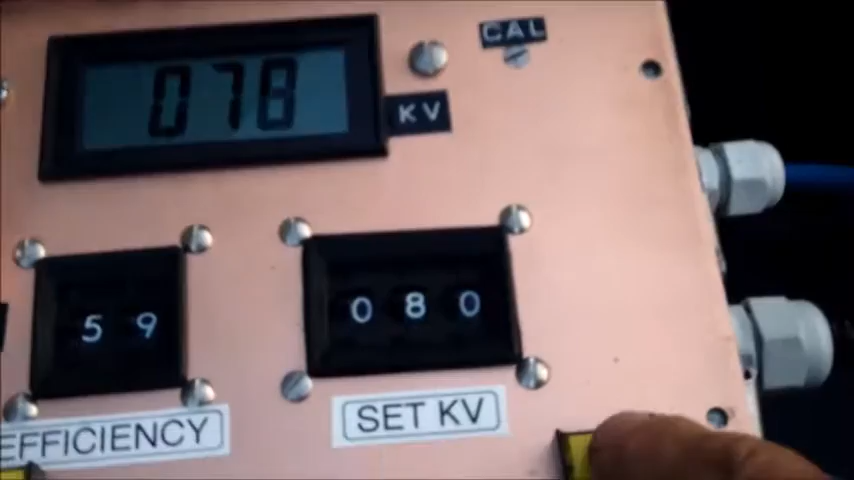 CAL
078
KV
59
080
EFFICIENCY
SET KV